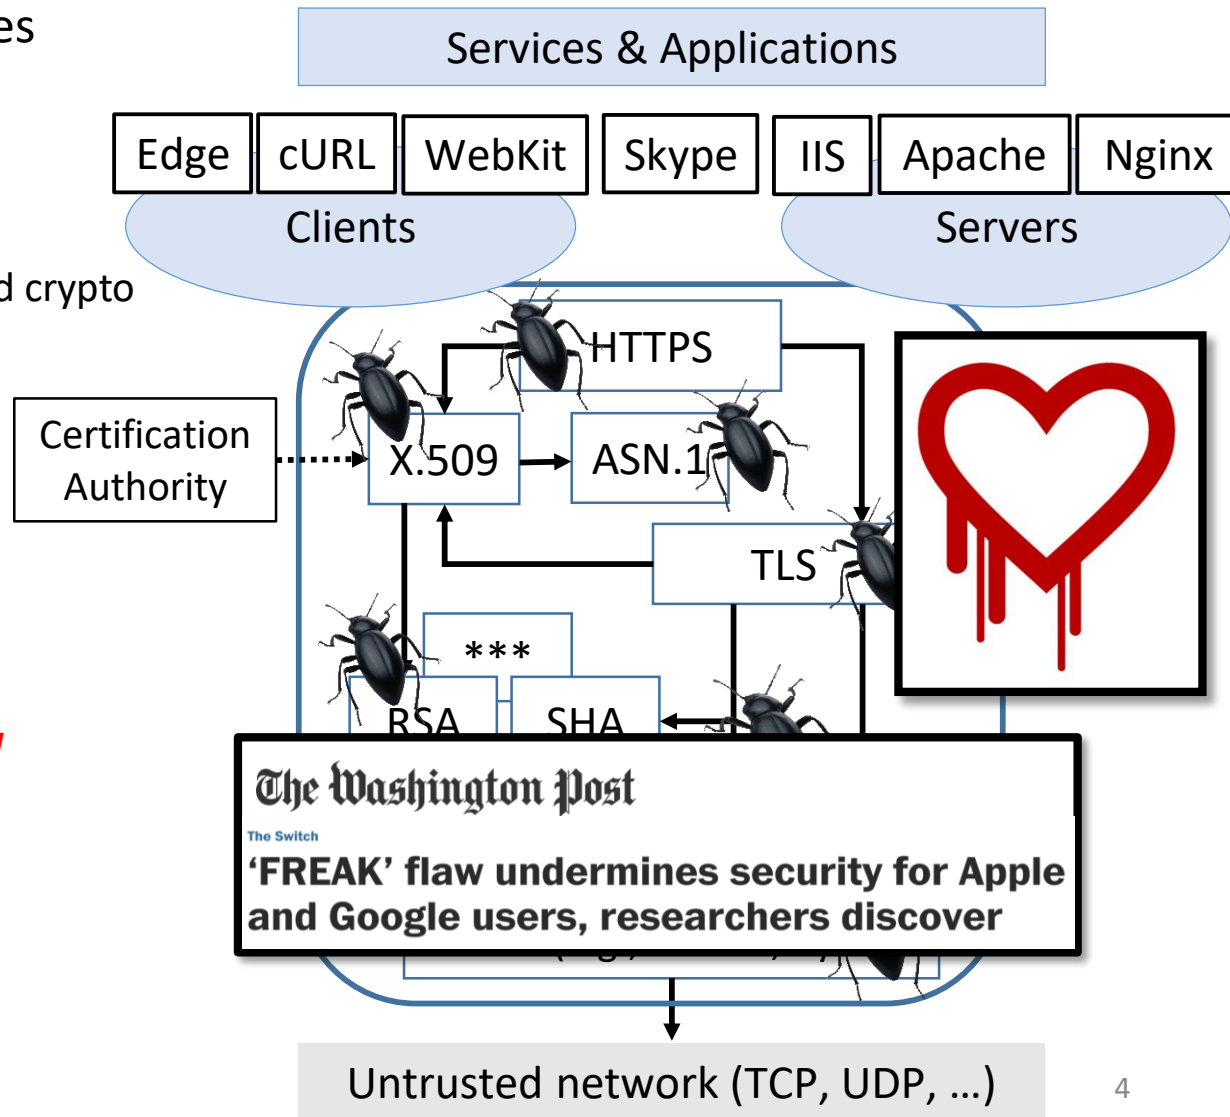 es
Services & Applications
Edge cURL WebKit Skype IIS Apache Nginx
Clients Servers
d crypto
HTTPS
Certification
Authority
X.509 ASN.1
TLS
***
RSA SHA
The Washington Post
The Switch
‘FREAK’ flaw undermines security for Apple
and Google users, researchers discover
Untrusted network (TCP, UDP, …)
4